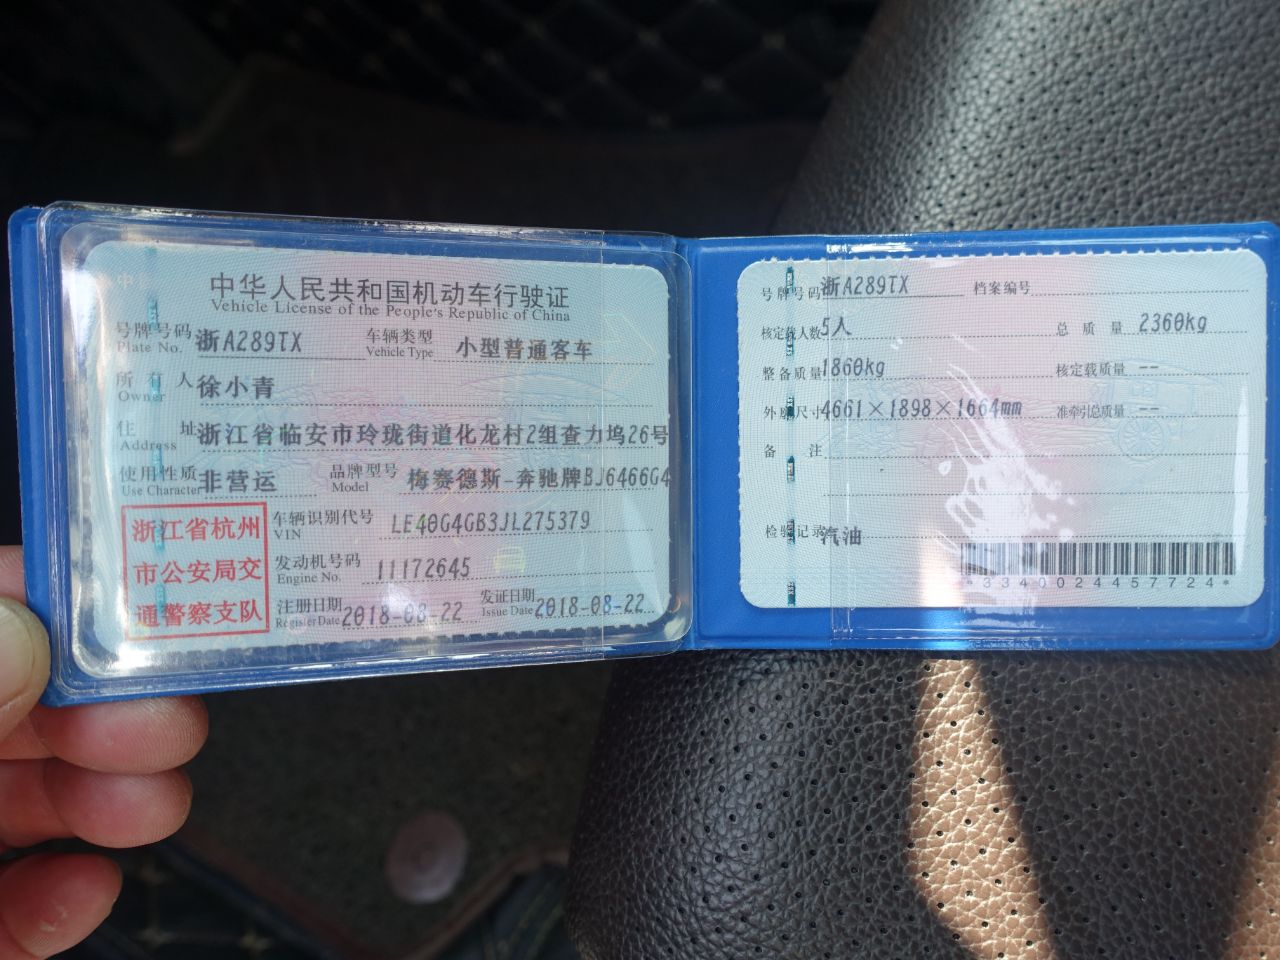 中华人民共和国机动车行驶证
Vehicle License of the People's Republic of China
号牌号码 浙A289TX 车辆类型 小型普通客车
Plate No. Vehicle Type
所有人 徐小青
Owner
住址 浙江省临安市玲珑街道化龙村2组查力坞26号
Address
使用性质 非营运 品牌型号 梅赛德斯-奔驰牌BJ6466G4
Use Character Model
浙江省杭州
市公安局交
通警察支队
车辆识别代号 LE40G4GB3JL275379
VIN
发动机号码 11172645
Engine No.
注册日期 2018-08-22 发证日期 2018-08-22
Register Date Issue Date
号牌号码 浙A289TX 档案编号
核定载人数 5人 总质量 2360kg
整备质量 1860kg 核定载质量 --
外廓尺寸 4661×1898×1664mm 准牵引总质量 --
备注
检验记录 汽油
*3340024457724*